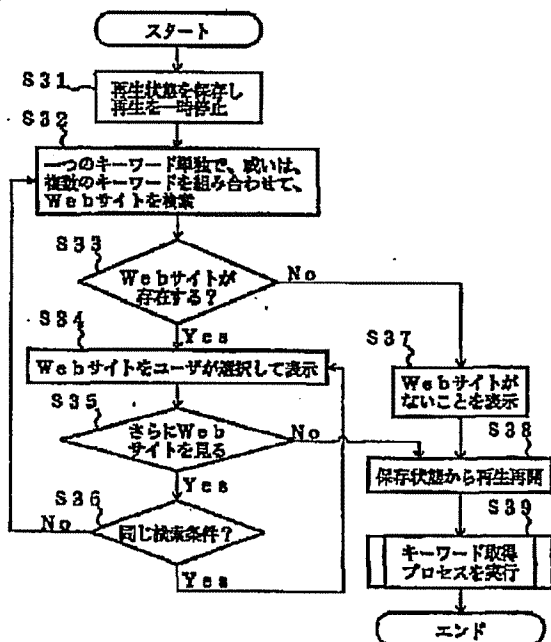 スタート
S31
再生状態を保存し
再生を一時停止
S32
一つのキーワード単独で、或いは、
複数のキーワードを組み合わせて、
Webサイトを検索
S33
Webサイトが
存在する?
No
Yes
S34
Webサイトをユーザが選択して表示
S35
さらにWeb
サイトを見る
No
Yes
S36
同じ検索条件?
No
Yes
S37
Webサイトが
ないことを表示
S38
保存状態から再生再開
S39
キーワード取得
プロセスを実行
エンド